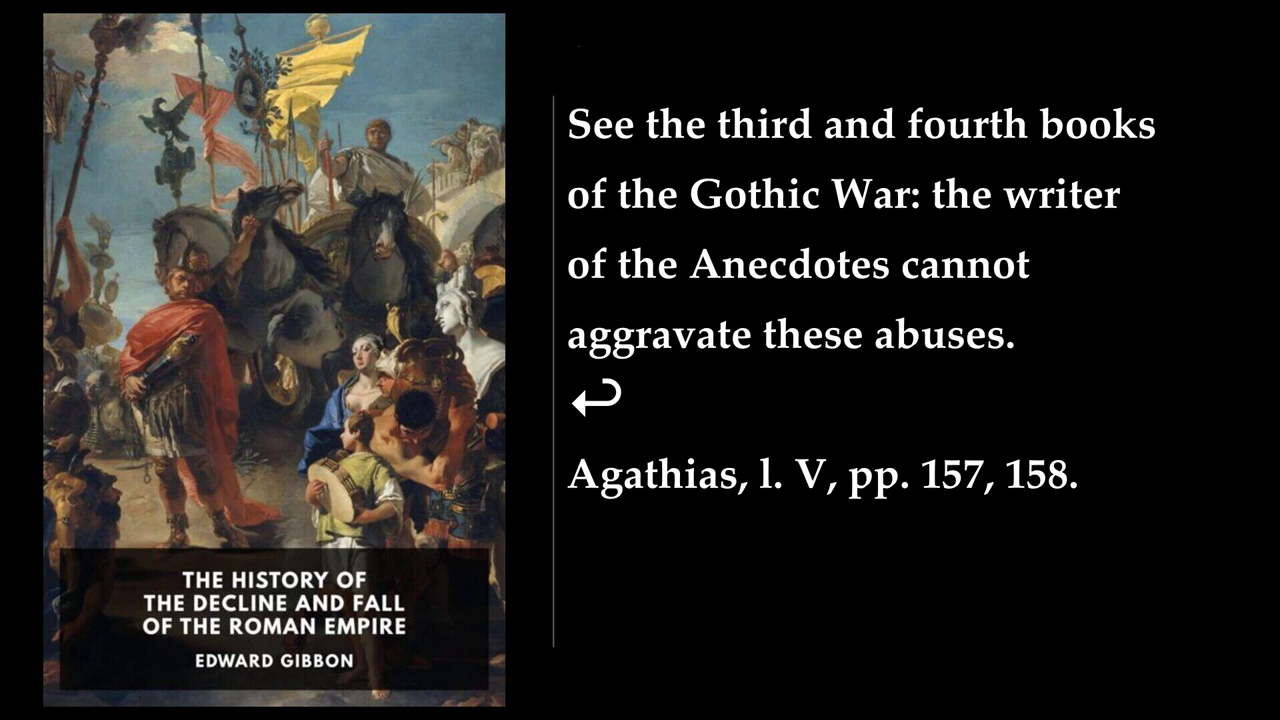 See the third and fourth books
of the Gothic War: the writer
of the Anecdotes cannot
aggravate these abuses.
↩
Agathias, l. V, pp. 157, 158.
THE HISTORY OF
THE DECLINE AND FALL
OF THE ROMAN EMPIRE
EDWARD GIBBON